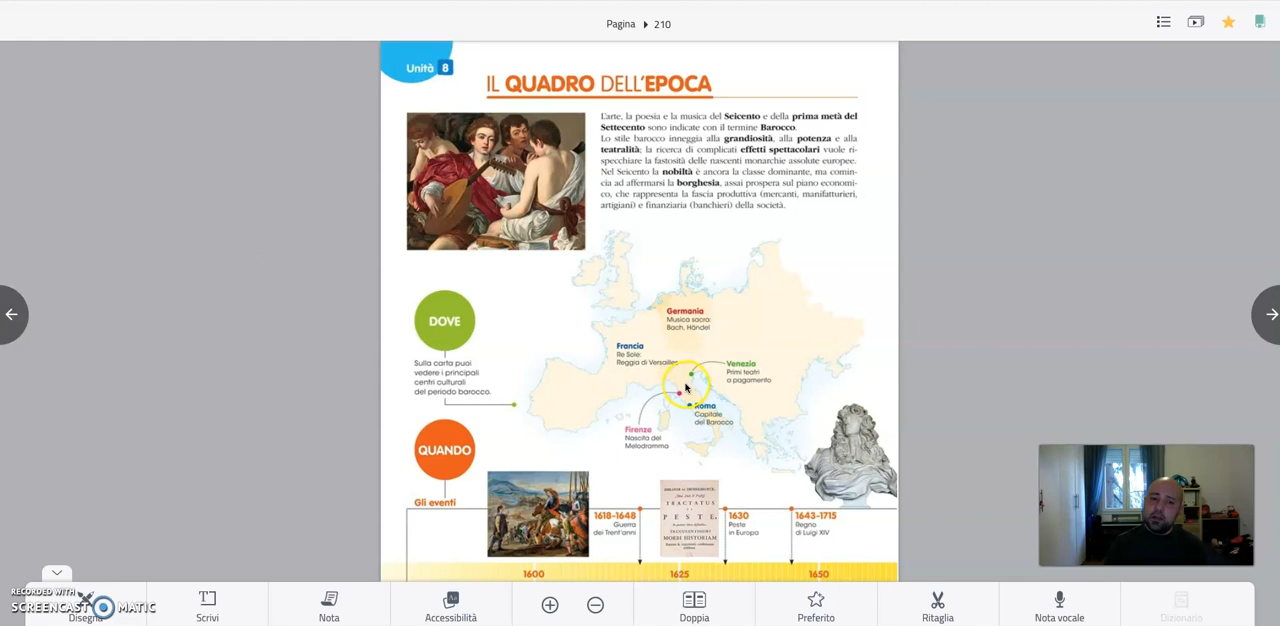 Pagina 210
Unità 8
IL QUADRO DELL'EPOCA
L'arte, la poesia e la musica del Seicento e della prima metà del
Settecento sono indicate con il termine Barocco.
Lo stile barocco inneggia alla grandiosità, alla potenza e alla
teatralità; la ricerca di complicati effetti spettacolari vuole ri-
specchiare la fastosità delle nascenti monarchie assolute europee.
Nel Seicento la nobiltà è ancora la classe dominante, ma comin-
cia ad affermarsi la borghesia, assai prospera sul piano economi-
co, che rappresenta la fascia produttiva (mercanti, manifatturieri,
artigiani) e finanziaria (banchieri) della società.
DOVE
Sulla carta puoi
vedere i principali
centri culturali
del periodo barocco.
Germania
Musica sacra:
Bach, Händel
Francia
Re Sole:
Reggia di Versailles
Venezia
Primi teatri
a pagamento
Roma
Capitale
del Barocco
Firenze
Nascita del
Melodramma
QUANDO
Gli eventi
1618-1648
Guerra
dei Trent'anni
TRACTATUS
PESTE
MORBI HISTORIAM
1630
Peste
in Europa
1643-1715
Regno
di Luigi XIV
1600
1625
1650
RECORDED WITH
SCREENCAST MATIC
Disegna
Scrivi
Nota
Accessibilità
Doppia
Preferito
Ritaglia
Nota vocale
Dizionario